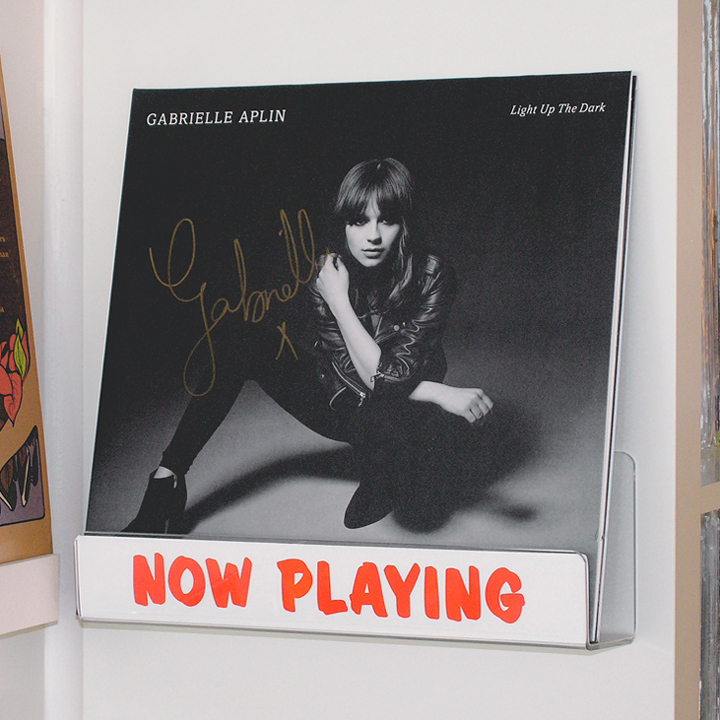 GABRIELLE APLIN
Light Up The Dark
Gabrielle
x
NOW PLAYING